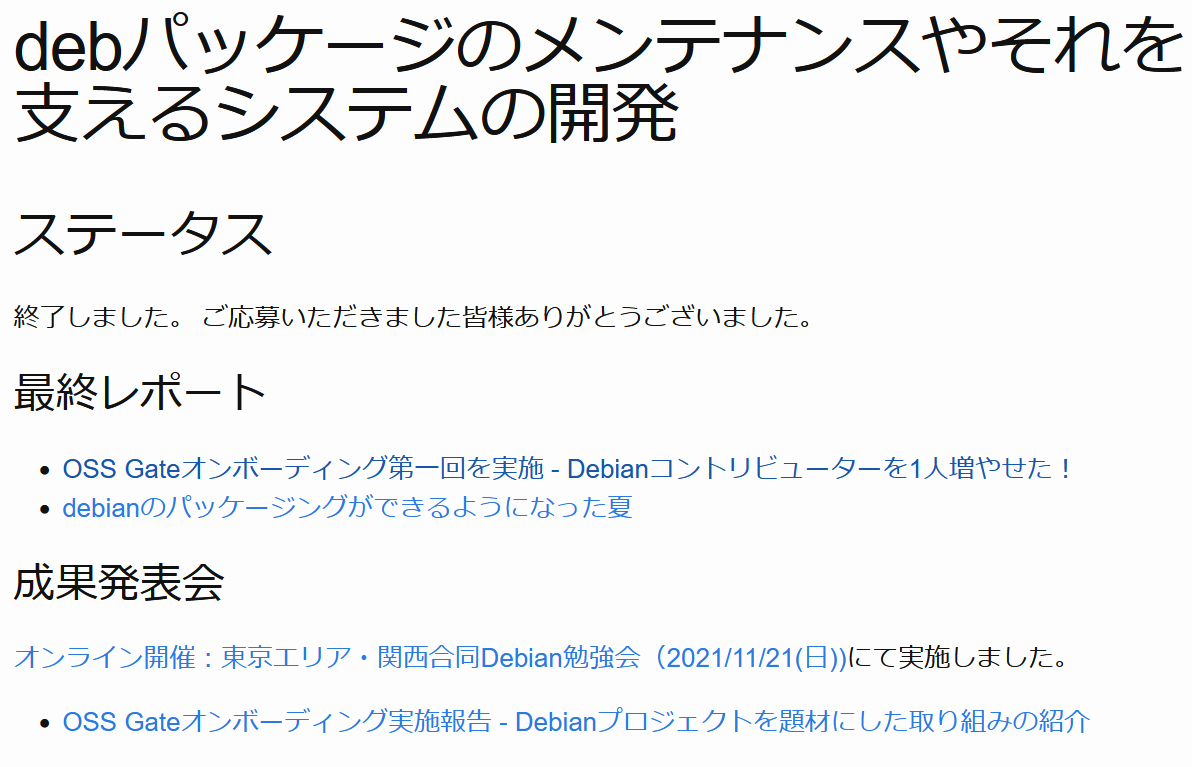 debパッケージのメンテナンスやそれを
支えるシステムの開発
ステータス
終了しました。 ご応募いただきました皆様ありがとうございました。
最終レポート
OSS Gateオンボーディング第一回を実施 - Debianコントリビューターを1人増やせた！
debianのパッケージングができるようになった夏
成果発表会
オンライン開催：東京エリア・関西合同Debian勉強会（2021/11/21(日))にて実施しました。
OSS Gateオンボーディング実施報告 - Debianプロジェクトを題材にした取り組みの紹介